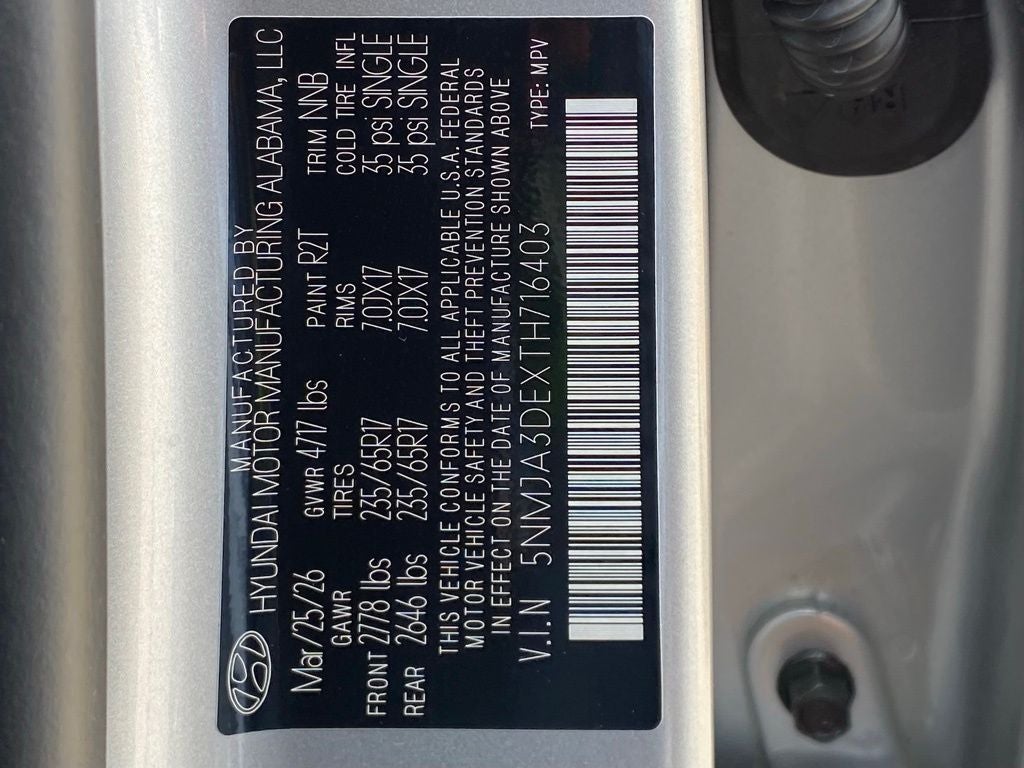 MANUFACTURED BY
HYUNDAI MOTOR MANUFACTURING ALABAMA, LLC
Mar/25/26 GVWR 4717 lbs PAINT R2T TRIM NNB
GAWR TIRES RIMS COLD TIRE INFL
FRONT 2778 lbs 235/65R17 7.0JX17 35 psi SINGLE
REAR 2646 lbs 235/65R17 7.0JX17 35 psi SINGLE
THIS VEHICLE CONFORMS TO ALL APPLICABLE U.S.A. FEDERAL
MOTOR VEHICLE SAFETY AND THEFT PREVENTION STANDARDS
IN EFFECT ON THE DATE OF MANUFACTURE SHOWN ABOVE
V.I.N 5NMJA3DEXTH716403 TYPE: MPV